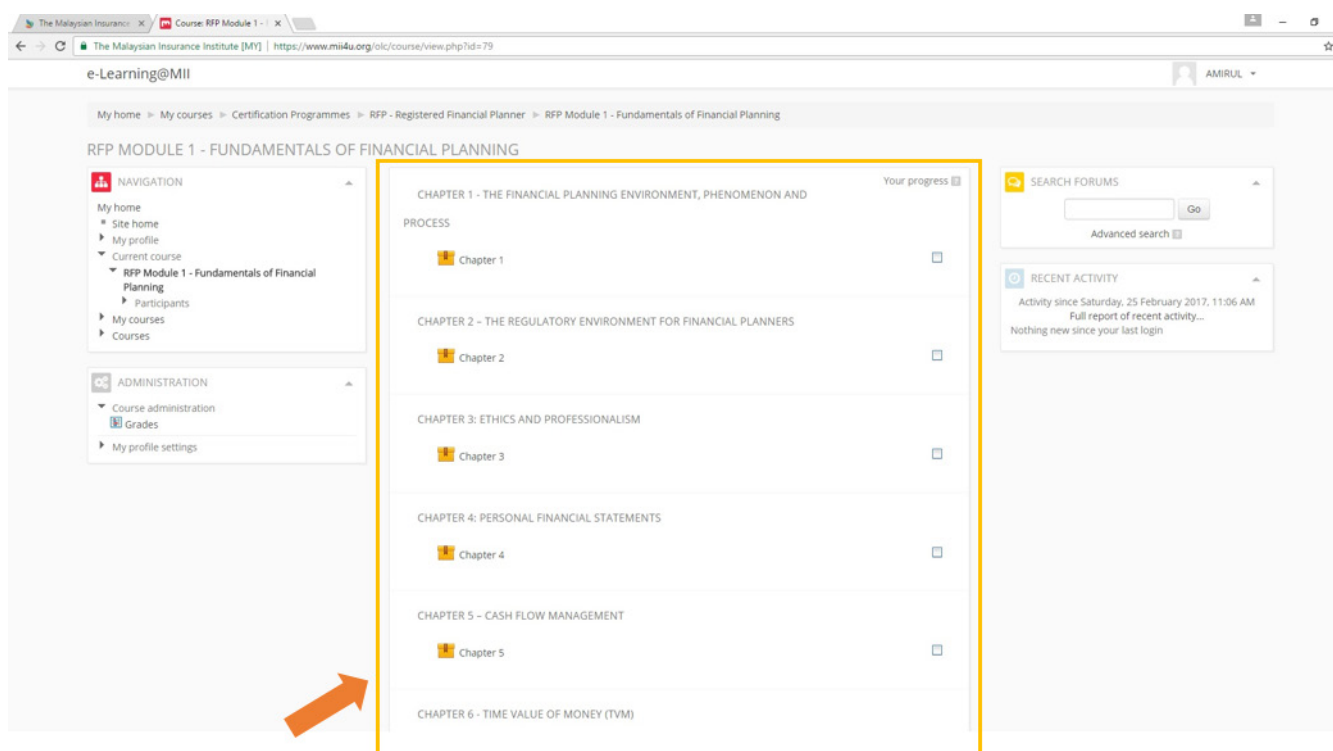 The Malaysian Insurance
Course: RFP Module 1 -
The Malaysian Insurance Institute [MY] | https://www.mii4u.org/olc/course/view.php?id=79
e-Learning@MII
AMIRUL
My home ► My courses ► Certification Programmes ► RFP - Registered Financial Planner ► RFP Module 1 - Fundamentals of Financial Planning
RFP MODULE 1 - FUNDAMENTALS OF FINANCIAL PLANNING
NAVIGATION
My home
Site home
My profile
Current course
RFP Module 1 - Fundamentals of Financial
Planning
Participants
My courses
Courses
ADMINISTRATION
Course administration
Grades
My profile settings
Your progress
CHAPTER 1 - THE FINANCIAL PLANNING ENVIRONMENT, PHENOMENON AND
PROCESS
Chapter 1
CHAPTER 2 – THE REGULATORY ENVIRONMENT FOR FINANCIAL PLANNERS
Chapter 2
CHAPTER 3: ETHICS AND PROFESSIONALISM
Chapter 3
CHAPTER 4: PERSONAL FINANCIAL STATEMENTS
Chapter 4
CHAPTER 5 – CASH FLOW MANAGEMENT
Chapter 5
CHAPTER 6 - TIME VALUE OF MONEY (TVM)
SEARCH FORUMS
Go
Advanced search
RECENT ACTIVITY
Activity since Saturday, 25 February 2017, 11:06 AM
Full report of recent activity...
Nothing new since your last login